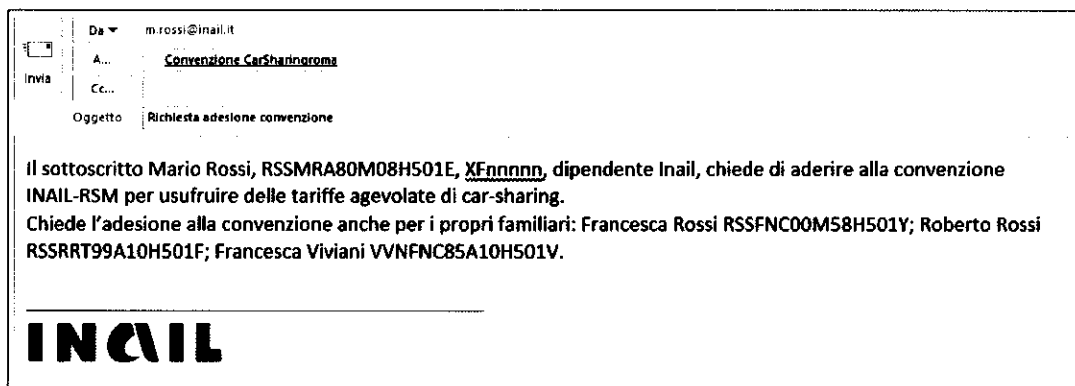 Da ▾ m.rossi@inail.it
A... Convenzione CarSharingroma
Invia
Cc...
Oggetto Richiesta adesione convenzione
Il sottoscritto Mario Rossi, RSSMRA80M08H501E, XFnnnnn, dipendente Inail, chiede di aderire alla convenzione
INAIL-RSM per usufruire delle tariffe agevolate di car-sharing.
Chiede l'adesione alla convenzione anche per i propri familiari: Francesca Rossi RSSFNC00M58H501Y; Roberto Rossi
RSSRRT99A10H501F; Francesca Viviani VVNFNC85A10H501V.
INAIL